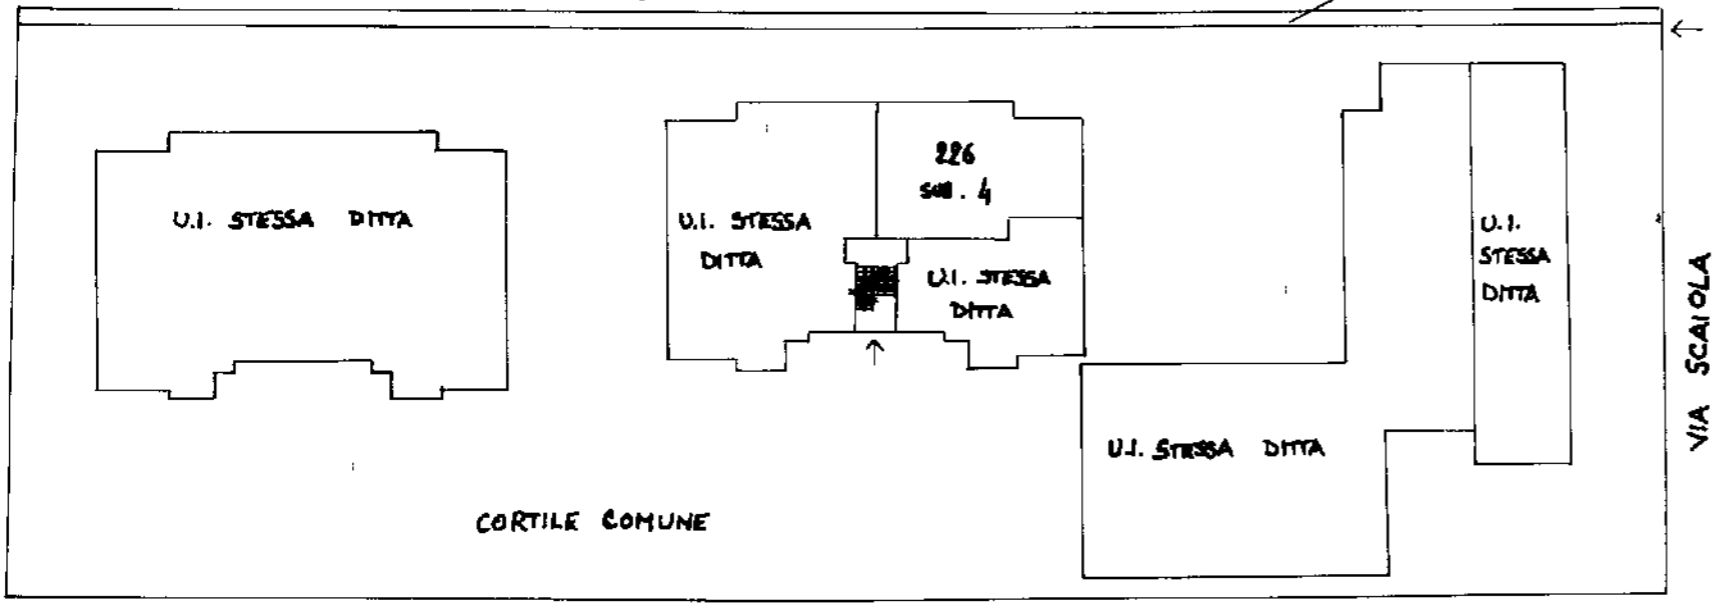 U.I. STESSA DITTA
U.I. STESSA
DITTA
226
SUB. 4
U.I. STESSA
DITTA
U.I.
STESSA
DITTA
U.I. STESSA DITTA
CORTILE COMUNE
VIA SCAIOLA